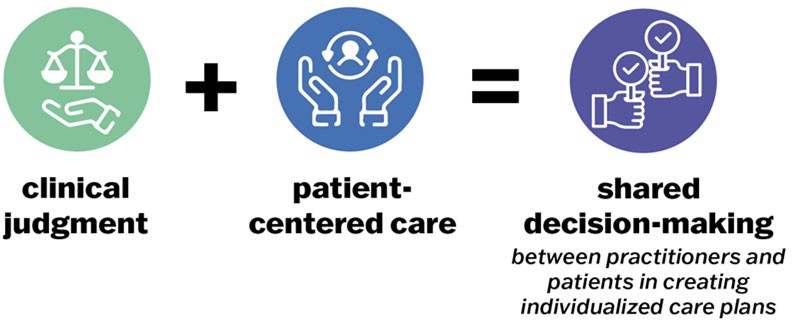 clinical
judgment
+
patient-
centered care
=
shared
decision-making
between practitioners and
patients in creating
individualized care plans